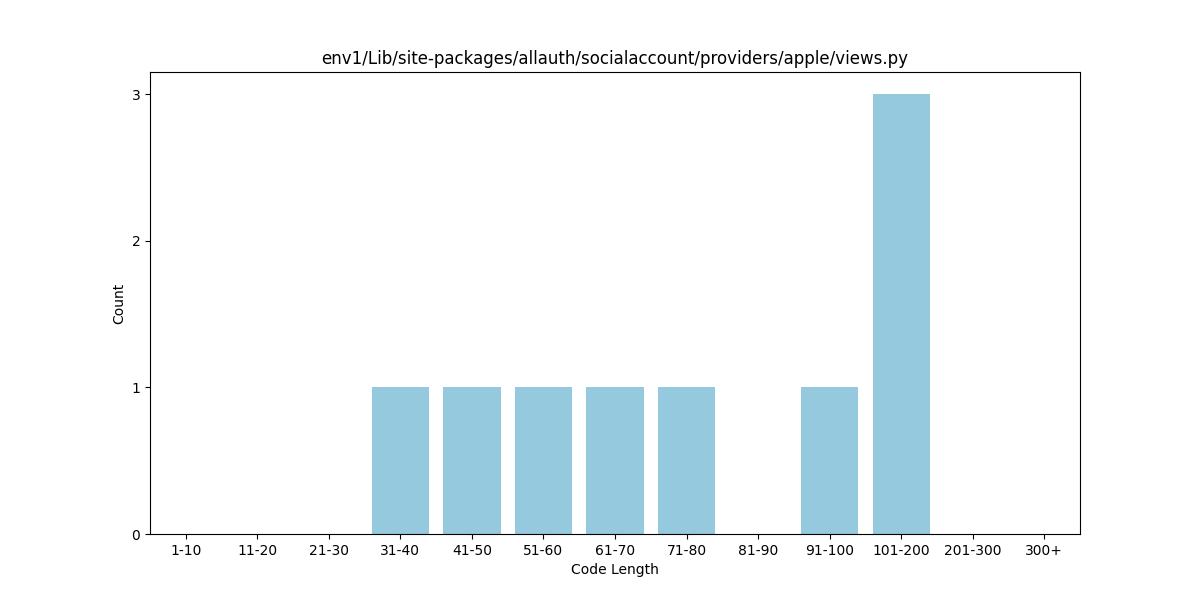 env1/Lib/site-packages/allauth/socialaccount/providers/apple/views.py
3
2
1
0
Count
1-10 11-20 21-30 31-40 41-50 51-60 61-70 71-80 81-90 91-100 101-200 201-300 300+
Code Length